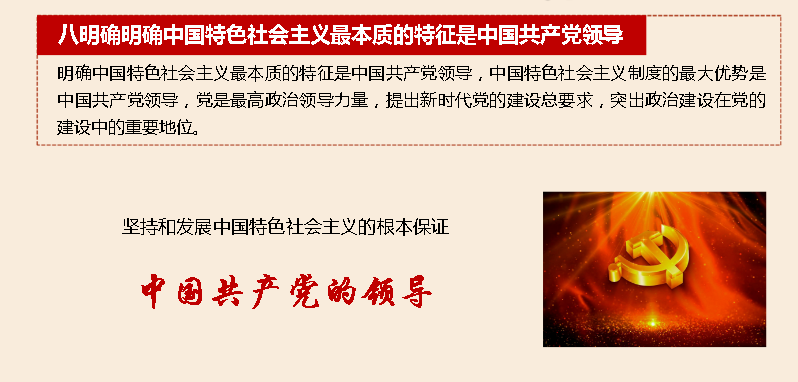 八明确明确中国特色社会主义最本质的特征是中国共产党领导
明确中国特色社会主义最本质的特征是中国共产党领导，中国特色社会主义制度的最大优势是
中国共产党领导，党是最高政治领导力量，提出新时代党的建设总要求，突出政治建设在党的
建设中的重要地位。
坚持和发展中国特色社会主义的根本保证
中国共产党的领导